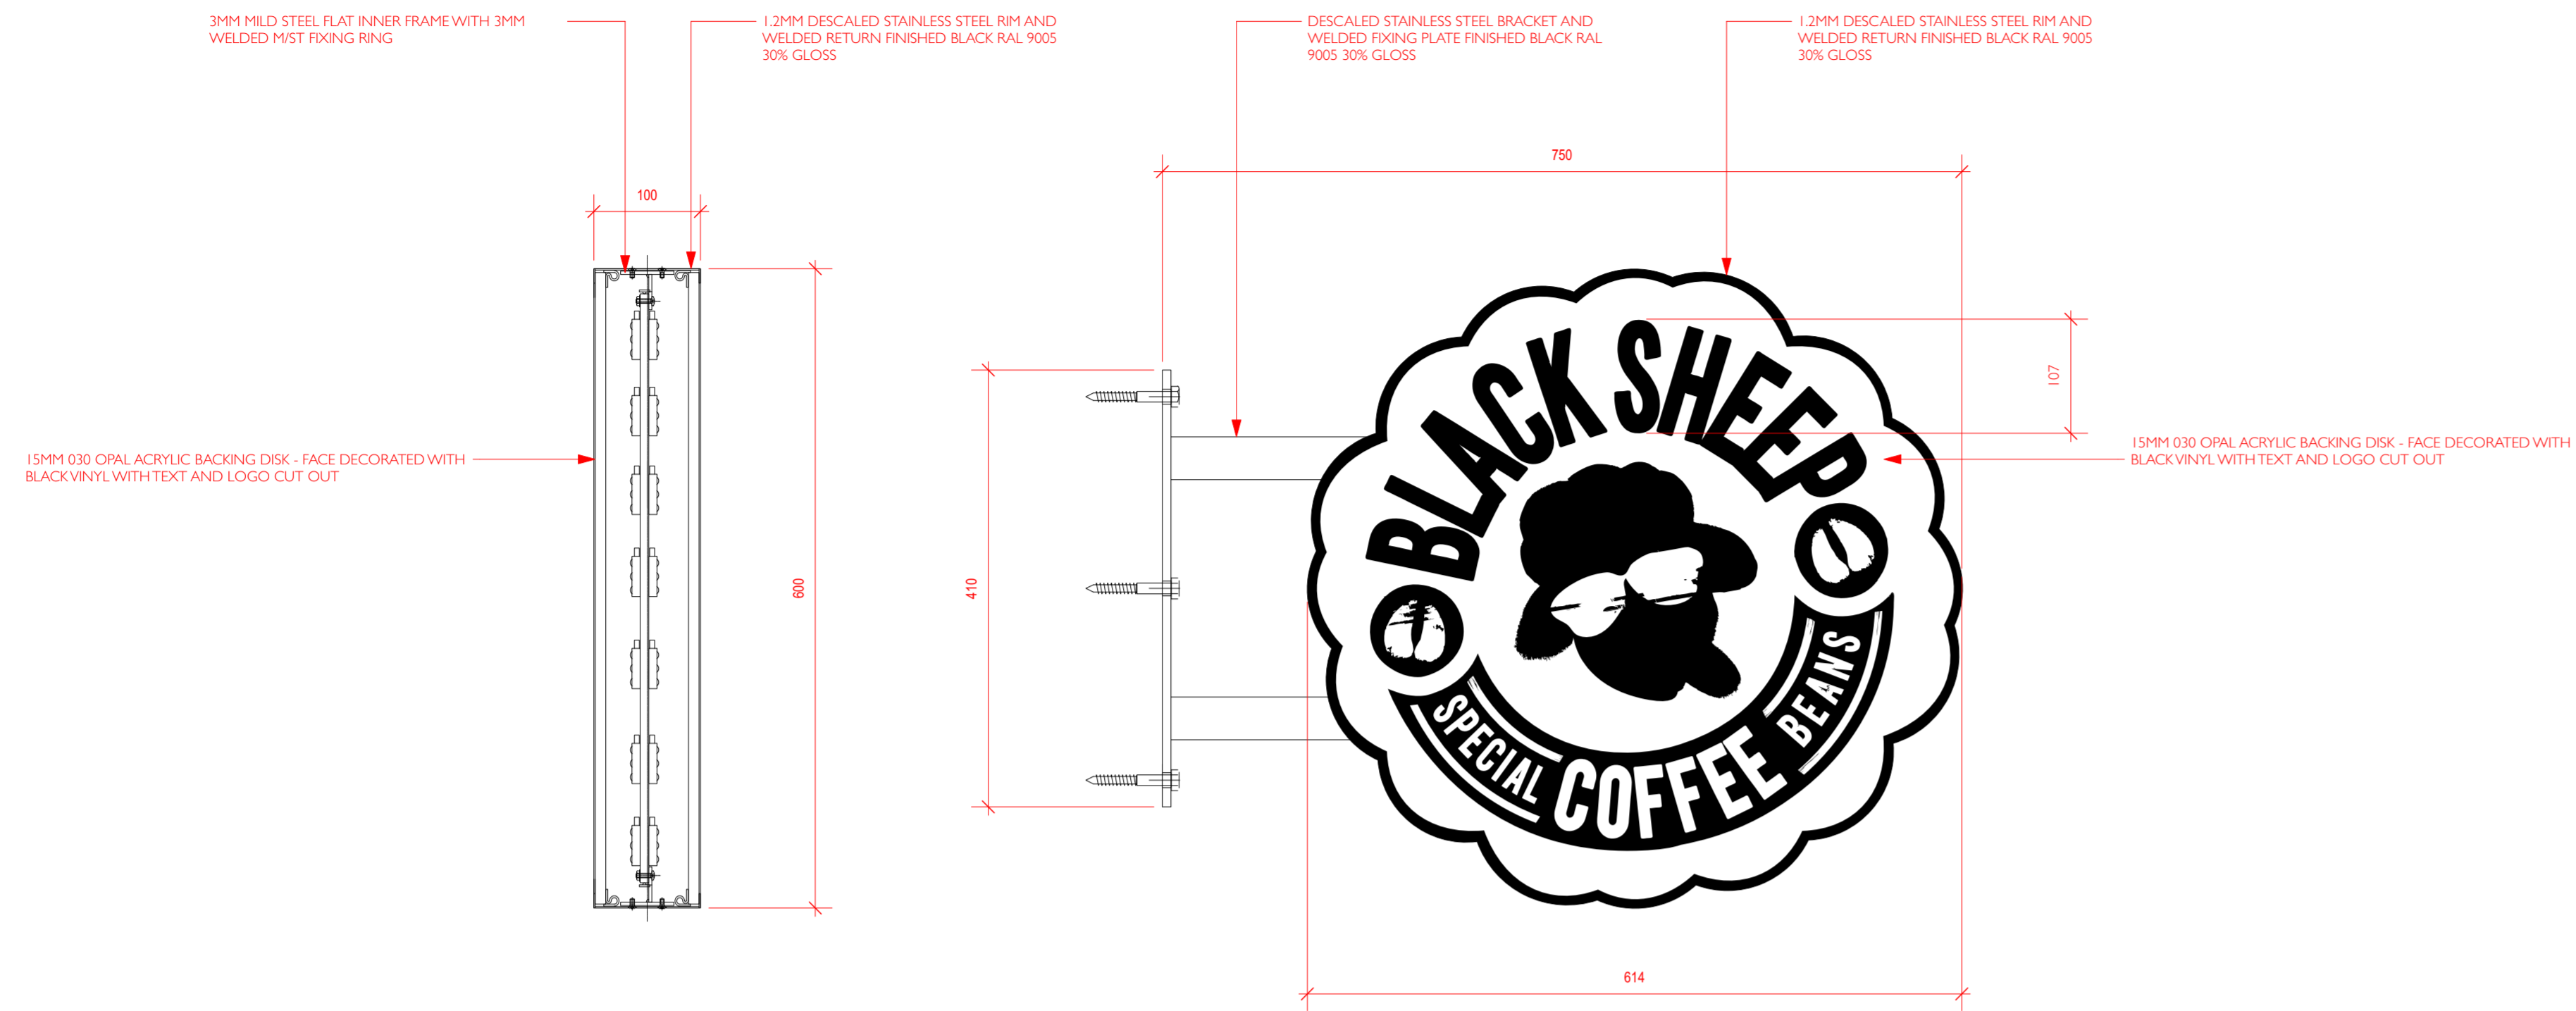 3MM MILD STEEL FLAT INNER FRAME WITH 3MM
WELDED M/ST FIXING RING
1.2MM DESCALED STAINLESS STEEL RIM AND
WELDED RETURN FINISHED BLACK RAL 9005
30% GLOSS
DESCALED STAINLESS STEEL BRACKET AND
WELDED FIXING PLATE FINISHED BLACK RAL
9005 30% GLOSS
1.2MM DESCALED STAINLESS STEEL RIM AND
WELDED RETURN FINISHED BLACK RAL 9005
30% GLOSS
750
100
107
15MM 030 OPAL ACRYLIC BACKING DISK - FACE DECORATED WITH
BLACK VINYL WITH TEXT AND LOGO CUT OUT
600
410
BLACK SHEEP
SPECIAL COFFEE BEANS
15MM 030 OPAL ACRYLIC BACKING DISK - FACE DECORATED WITH
BLACK VINYL WITH TEXT AND LOGO CUT OUT
614